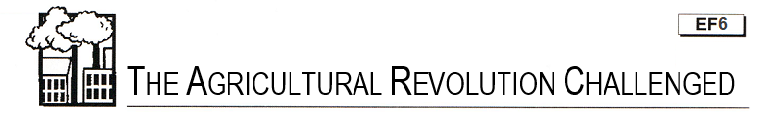 EF6
THE AGRICULTURAL REVOLUTION CHALLENGED